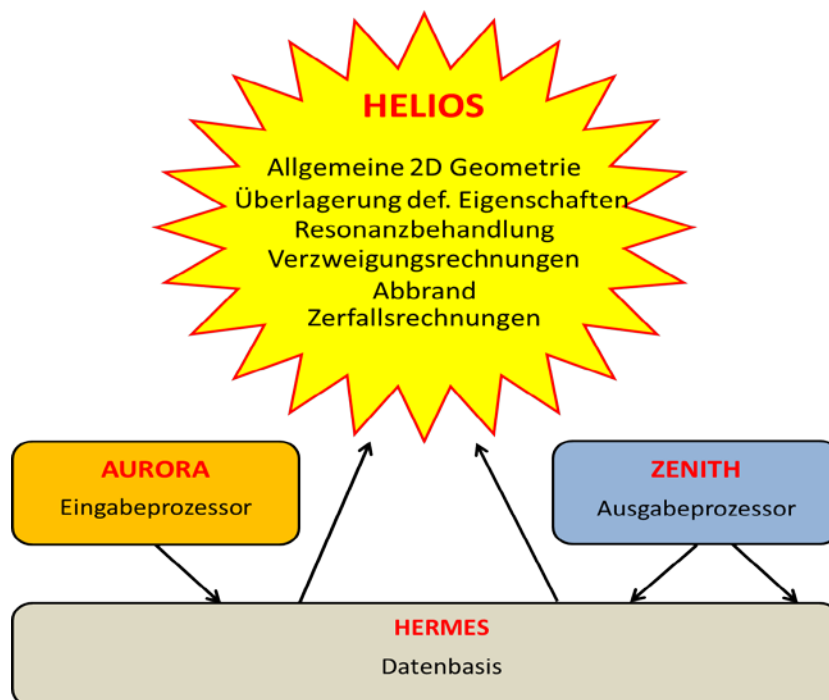 HELIOS
Allgemeine 2D Geometrie
Überlagerung def. Eigenschaften
Resonanzbehandlung
Verzweigungsrechnungen
Abbrand
Zerfallsrechnungen
AURORA
Eingabeprozessor
ZENITH
Ausgabeprozessor
HERMES
Datenbasis